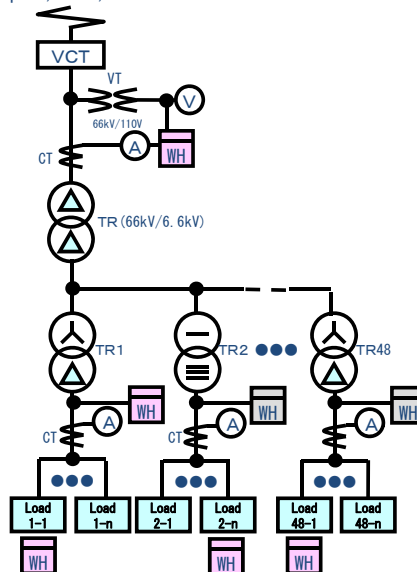 VCT
VT
V
66kV/110V
CT
A
WH
TR(66kV/6.6kV)
TR1
TR2
TR48
WH
WH
WH
CT
A
CT
A
A
Load
1-1
Load
1-n
Load
2-1
Load
2-n
Load
48-1
Load
48-n
WH
WH
WH